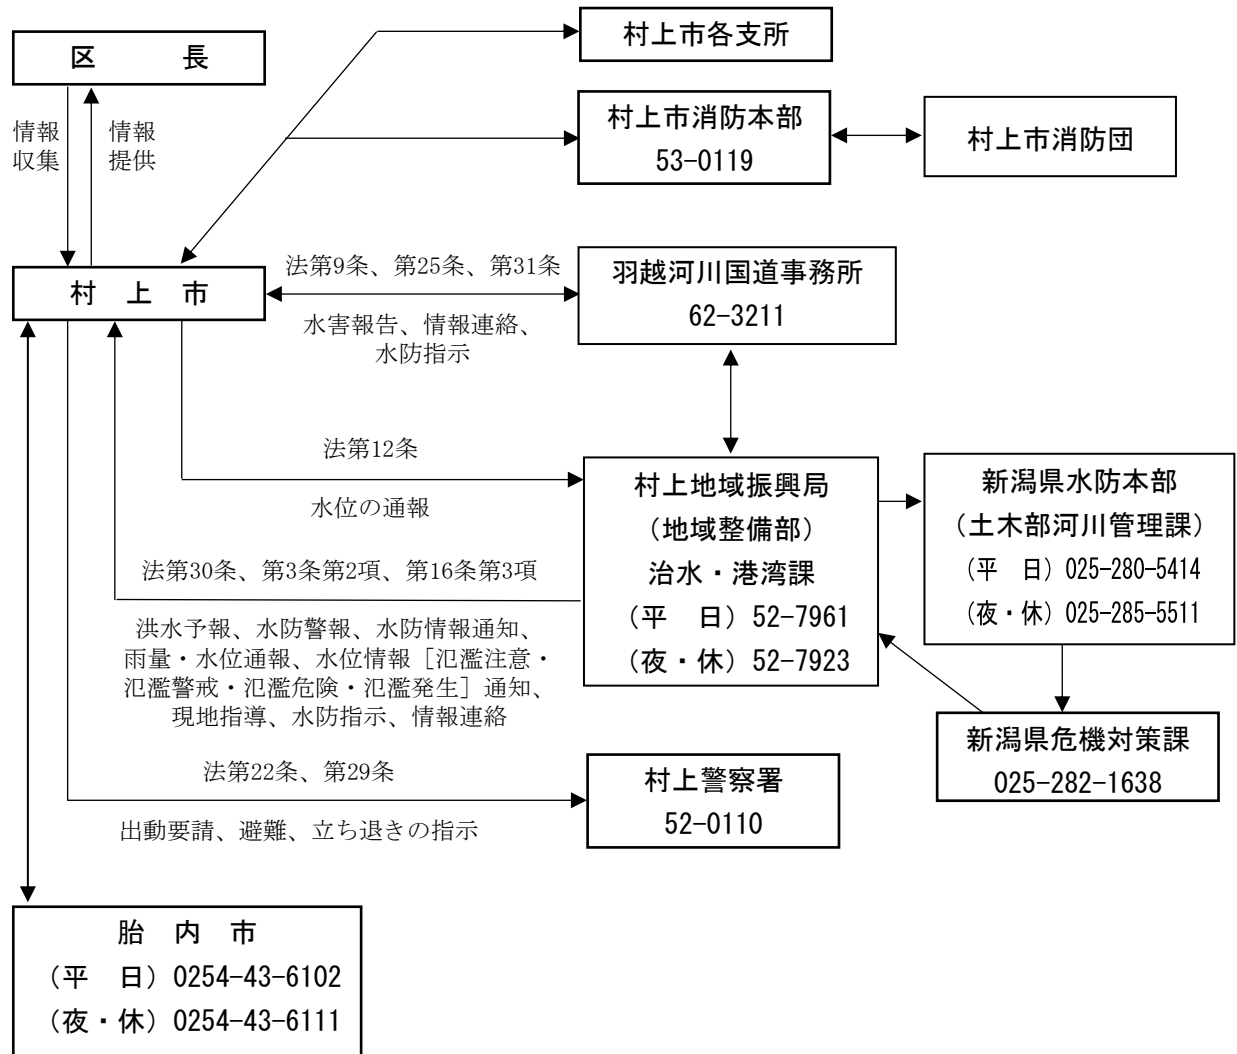 村上市各支所
区　　　長
村上市消防本部
53-0119
村上市消防団
情報
収集
情報
提供
法第9条、第25条、第31条
羽越河川国道事務所
62-3211
村　上　市
水害報告、情報連絡、
水防指示
法第12条
水位の通報
村上地域振興局
（地域整備部）
治水・港湾課
（平　日）52-7961
（夜・休）52-7923
新潟県水防本部
（土木部河川管理課）
（平　日）025-280-5414
（夜・休）025-285-5511
法第30条、第3条第2項、第16条第3項
洪水予報、水防警報、水防情報通知、
雨量・水位通報、水位情報［氾濫注意・
氾濫警戒・氾濫危険・氾濫発生］通知、
現地指導、水防指示、情報連絡
新潟県危機対策課
025-282-1638
法第22条、第29条
村上警察署
52-0110
出動要請、避難、立ち退きの指示
胎　内　市
（平　日）0254-43-6102
（夜・休）0254-43-6111